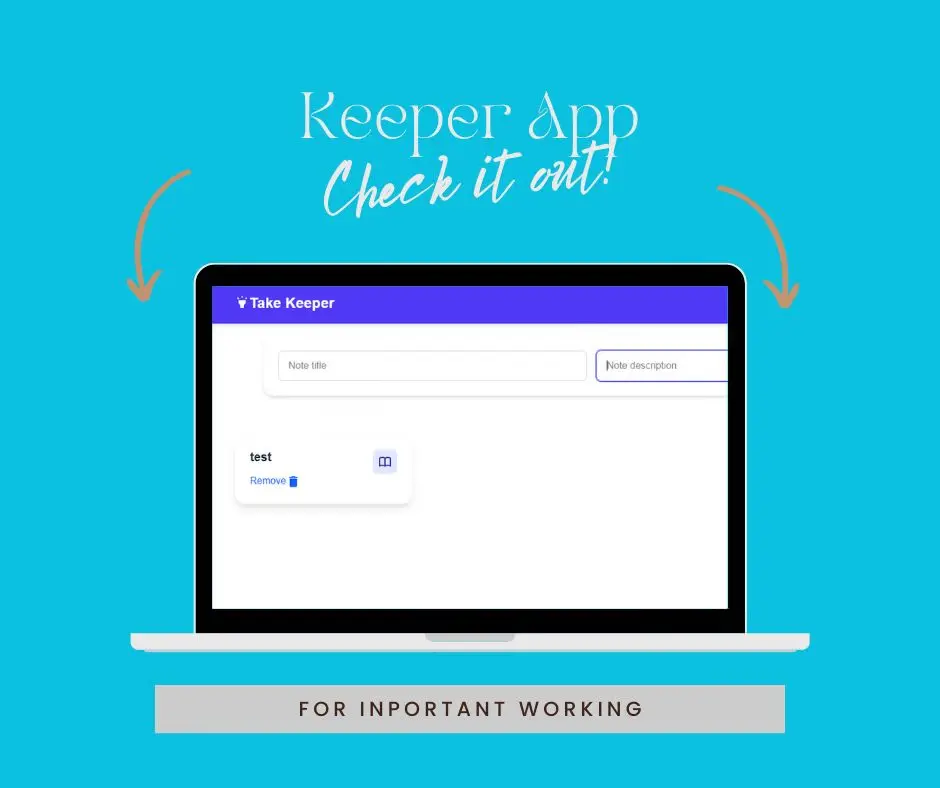 Keeper App
Check it out!
Take Keeper
Note title
Note description
test
Remove
FOR INPORTANT WORKING